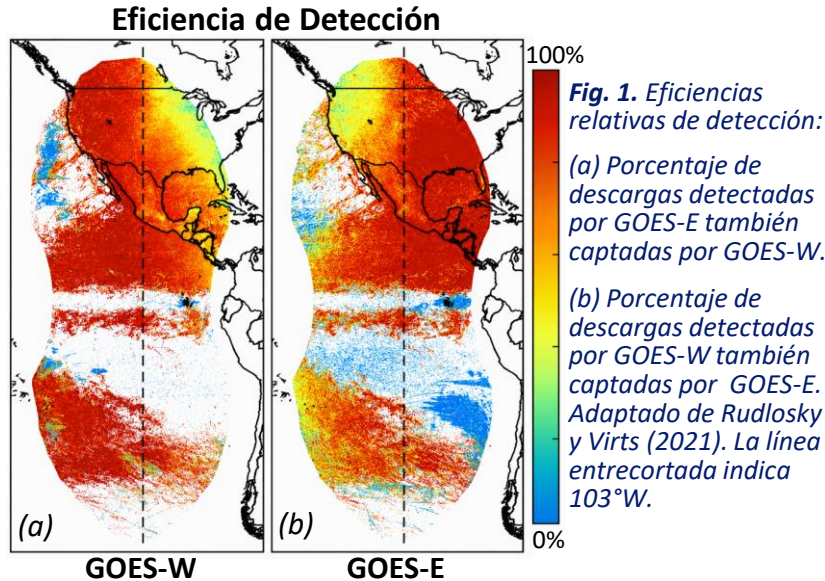 Eficiencia de Detección
100%
Fig. 1. Eficiencias
relativas de detección:
(a) Porcentaje de
descargas detectadas
por GOES-E también
captadas por GOES-W.
(b) Porcentaje de
descargas detectadas
por GOES-W también
captadas por GOES-E.
Adaptado de Rudlosky
y Virts (2021). La línea
entrecortada indica
103°W.
0%
(a)
(b)
GOES-W
GOES-E